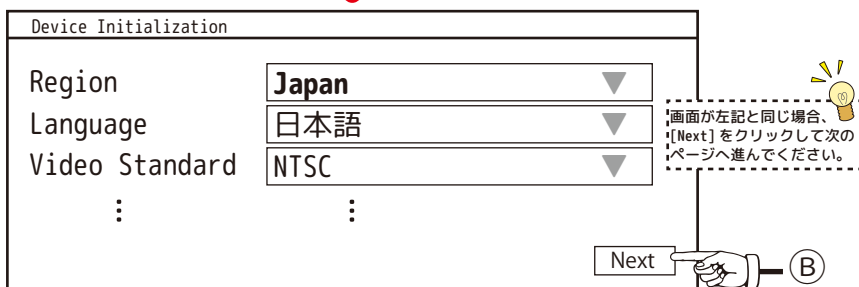 Device Initialization
Region Japan
Language 日本語
Video Standard NTSC
⋮ ⋮
画面が左記と同じ場合、
[Next]をクリックして次の
ページへ進んでください。
Next
Ⓑ